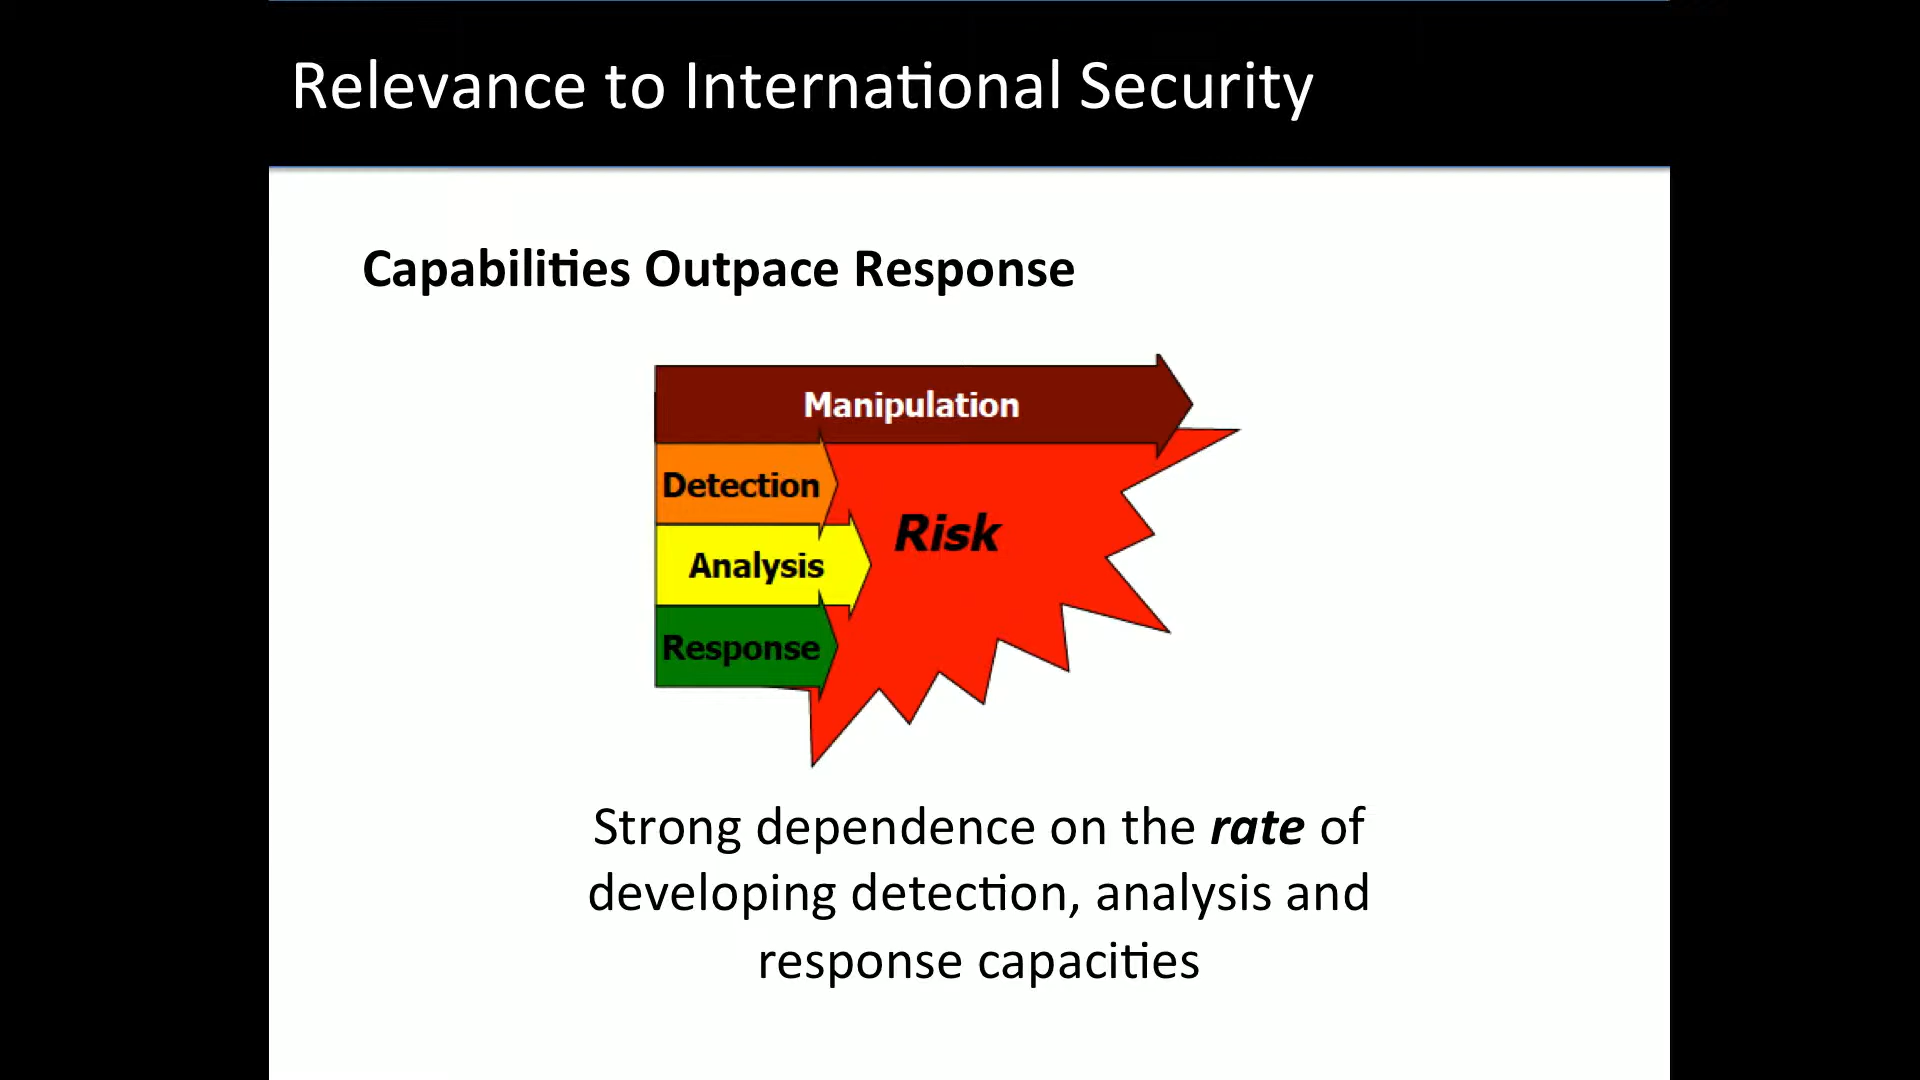 Relevance to International Security
Capabilities Outpace Response
Manipulation
Detection
Risk
Analysis
Response
Strong dependence on the rate of
developing detection, analysis and
response capacities